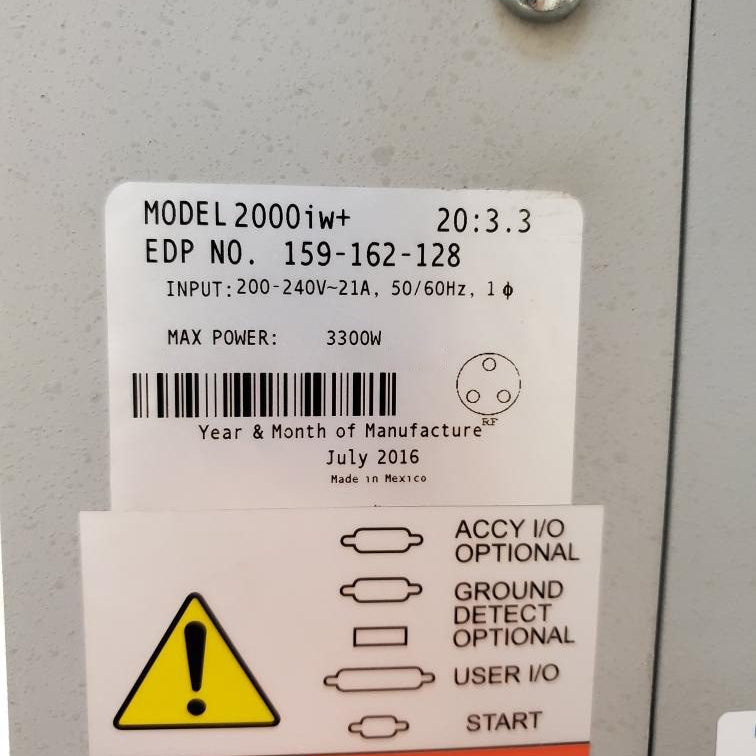 MODEL 2000iw+ 20:3.3
EDP NO. 159-162-128
INPUT: 200-240V~21A, 50/60Hz, 1 ϕ
MAX POWER: 3300W
RF
Year & Month of Manufacture
July 2016
Made in Mexico
ACCY I/O
OPTIONAL
GROUND
DETECT
OPTIONAL
USER I/O
START